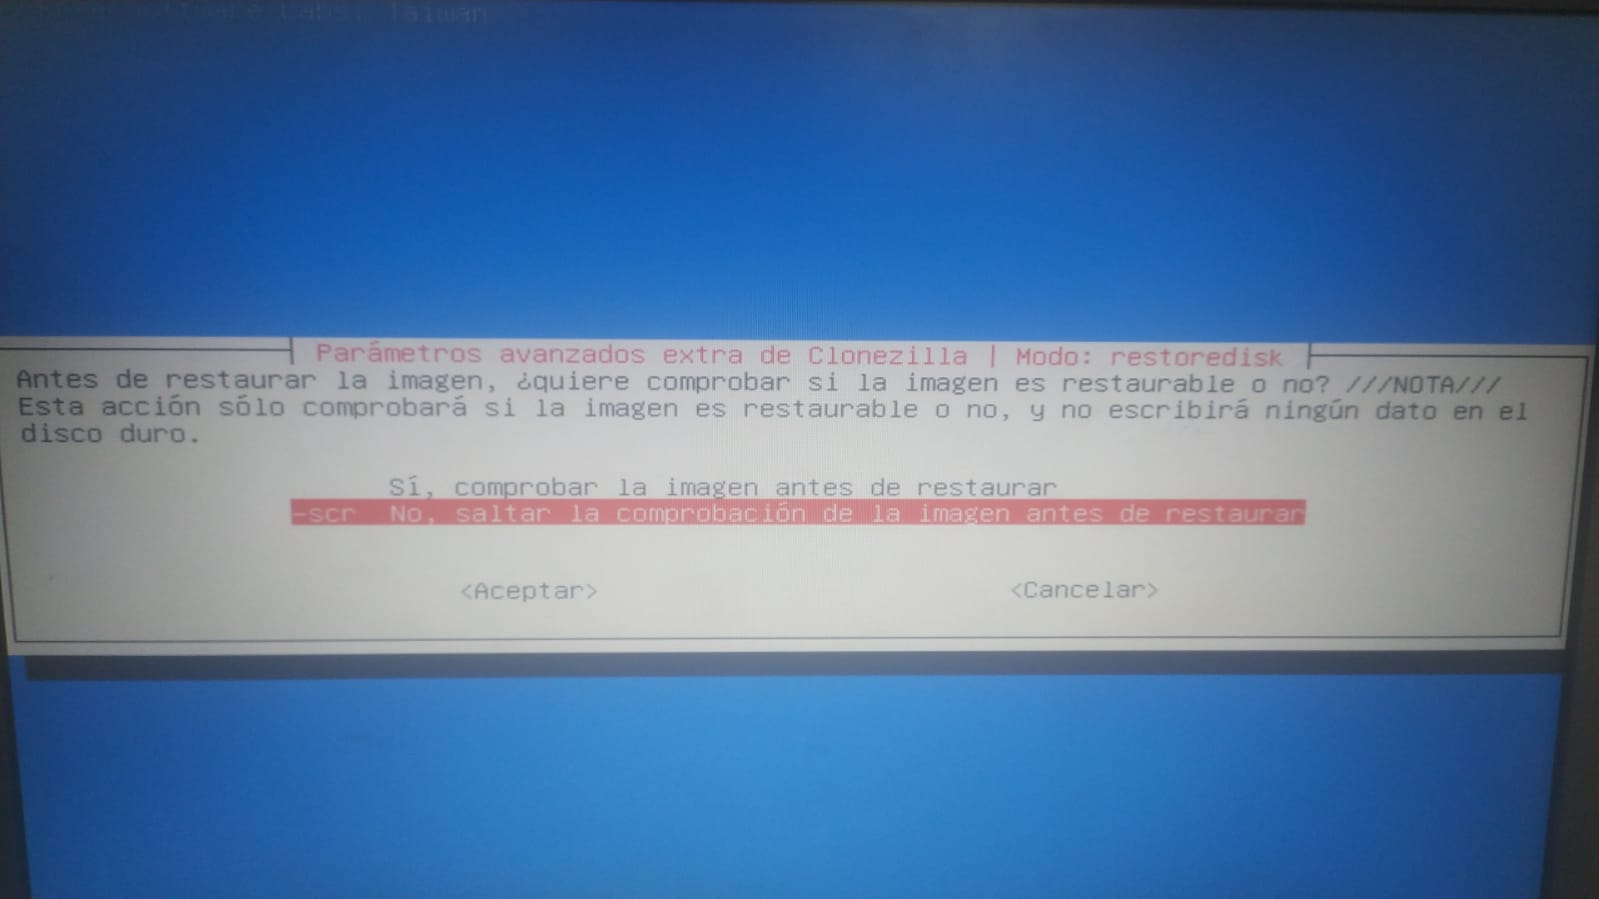 Labs, Taiwan
Parámetros avanzados extra de Clonezilla | Modo: restoredisk
Antes de restaurar la imagen, ¿quiere comprobar si la imagen es restaurable o no? ///NOTA///
Esta acción sólo comprobará si la imagen es restaurable o no, y no escribirá ningún dato en el
disco duro.
Sí, comprobar la imagen antes de restaurar
-scr No, saltar la comprobación de la imagen antes de restaurar
<Aceptar> <Cancelar>